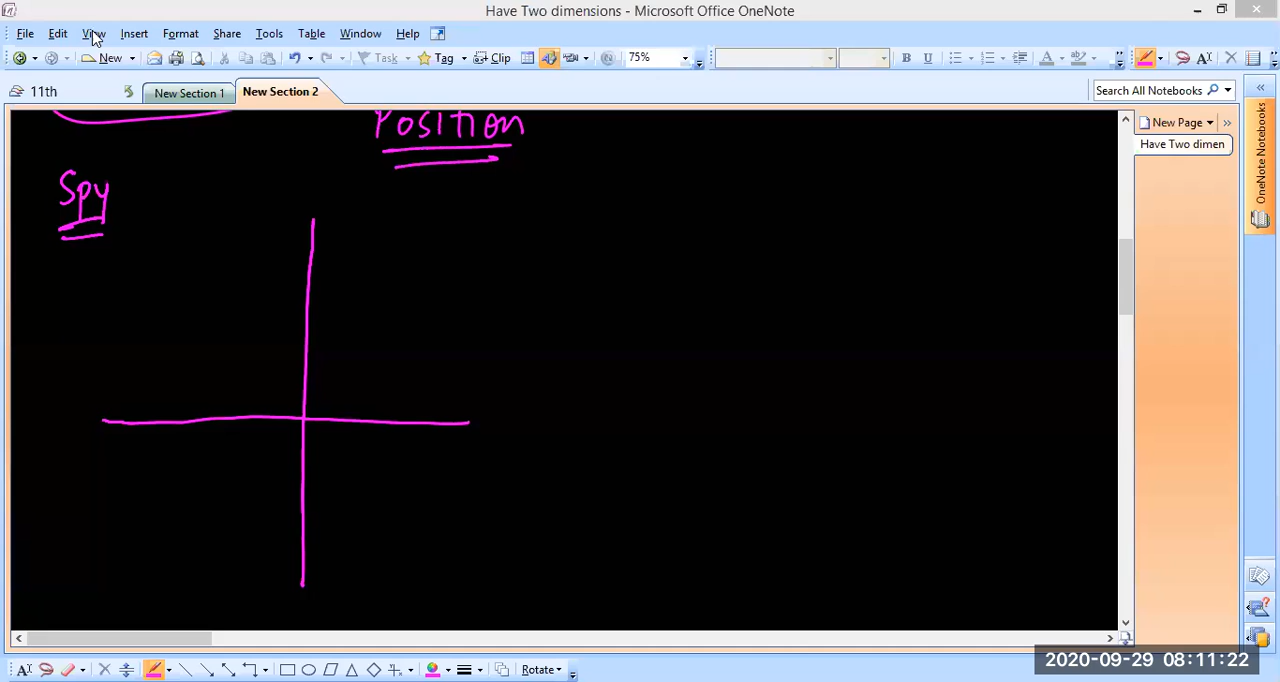 Have Two dimensions - Microsoft Office OneNote
File Edit View Insert Format Share Tools Table Window Help
New 75% Task Tag Clip B U A ab
11th New Section 1 New Section 2 Search All Notebooks
New Page
Have Two dimen
OneNote Notebooks
Position
Spy
2020-09-29 08:11:22
Rotate